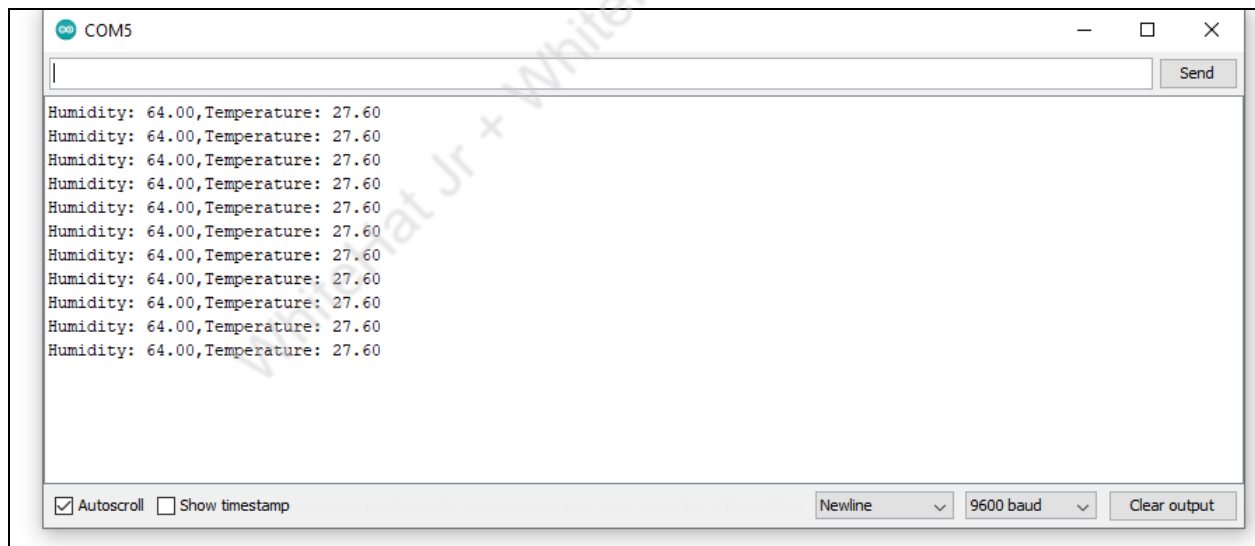 COM5
Send
Humidity: 64.00,Temperature: 27.60
Humidity: 64.00,Temperature: 27.60
Humidity: 64.00,Temperature: 27.60
Humidity: 64.00,Temperature: 27.60
Humidity: 64.00,Temperature: 27.60
Humidity: 64.00,Temperature: 27.60
Humidity: 64.00,Temperature: 27.60
Humidity: 64.00,Temperature: 27.60
Humidity: 64.00,Temperature: 27.60
Humidity: 64.00,Temperature: 27.60
Humidity: 64.00,Temperature: 27.60
WhiteHat Jr +
Autoscroll Show timestamp Newline 9600 baud Clear output